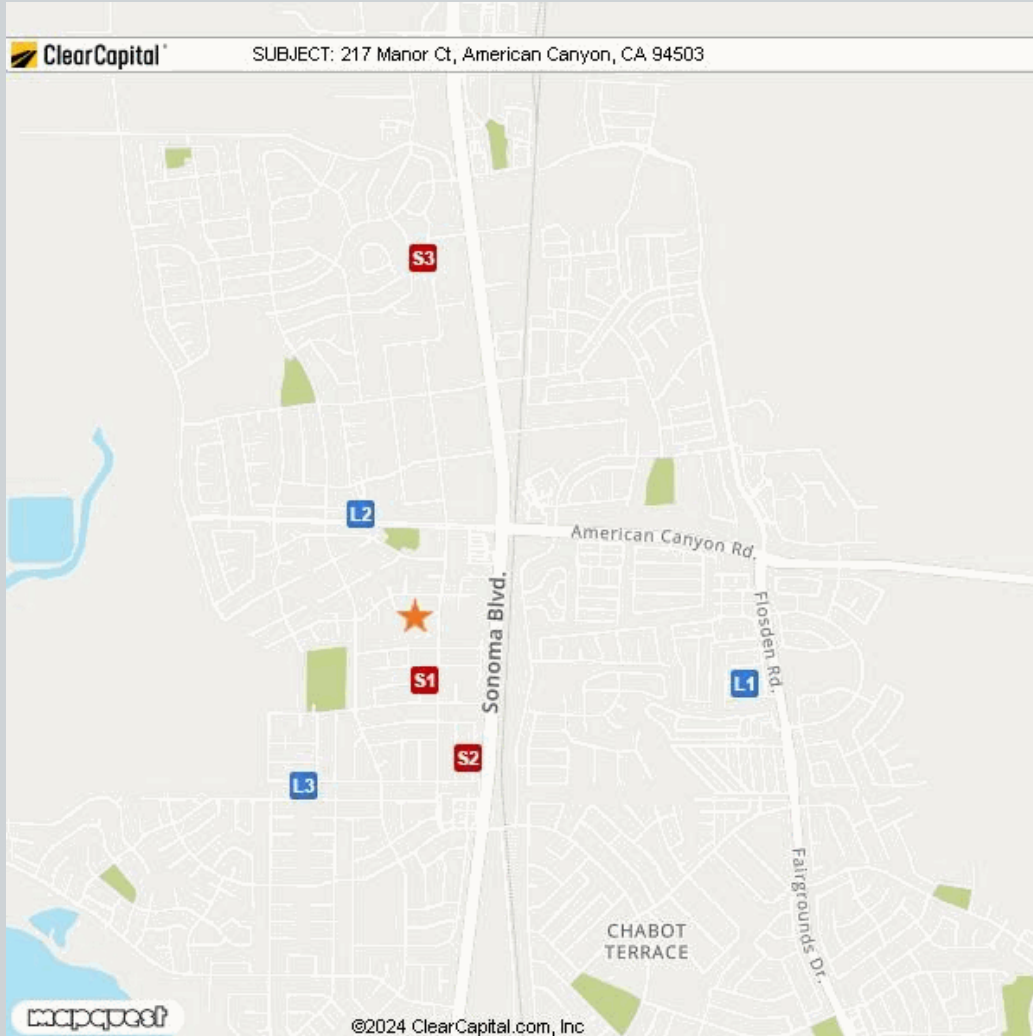 ClearCapital
SUBJECT: 217 Manor Ct, American Canyon, CA 94503
S3
L2
American Canyon Rd.
Sonoma Blvd.
Flosden Rd.
S1
L1
S2
L3
Fairgrounds Dr.
CHABOT
TERRACE
mapquest
©2024 ClearCapital.com, Inc